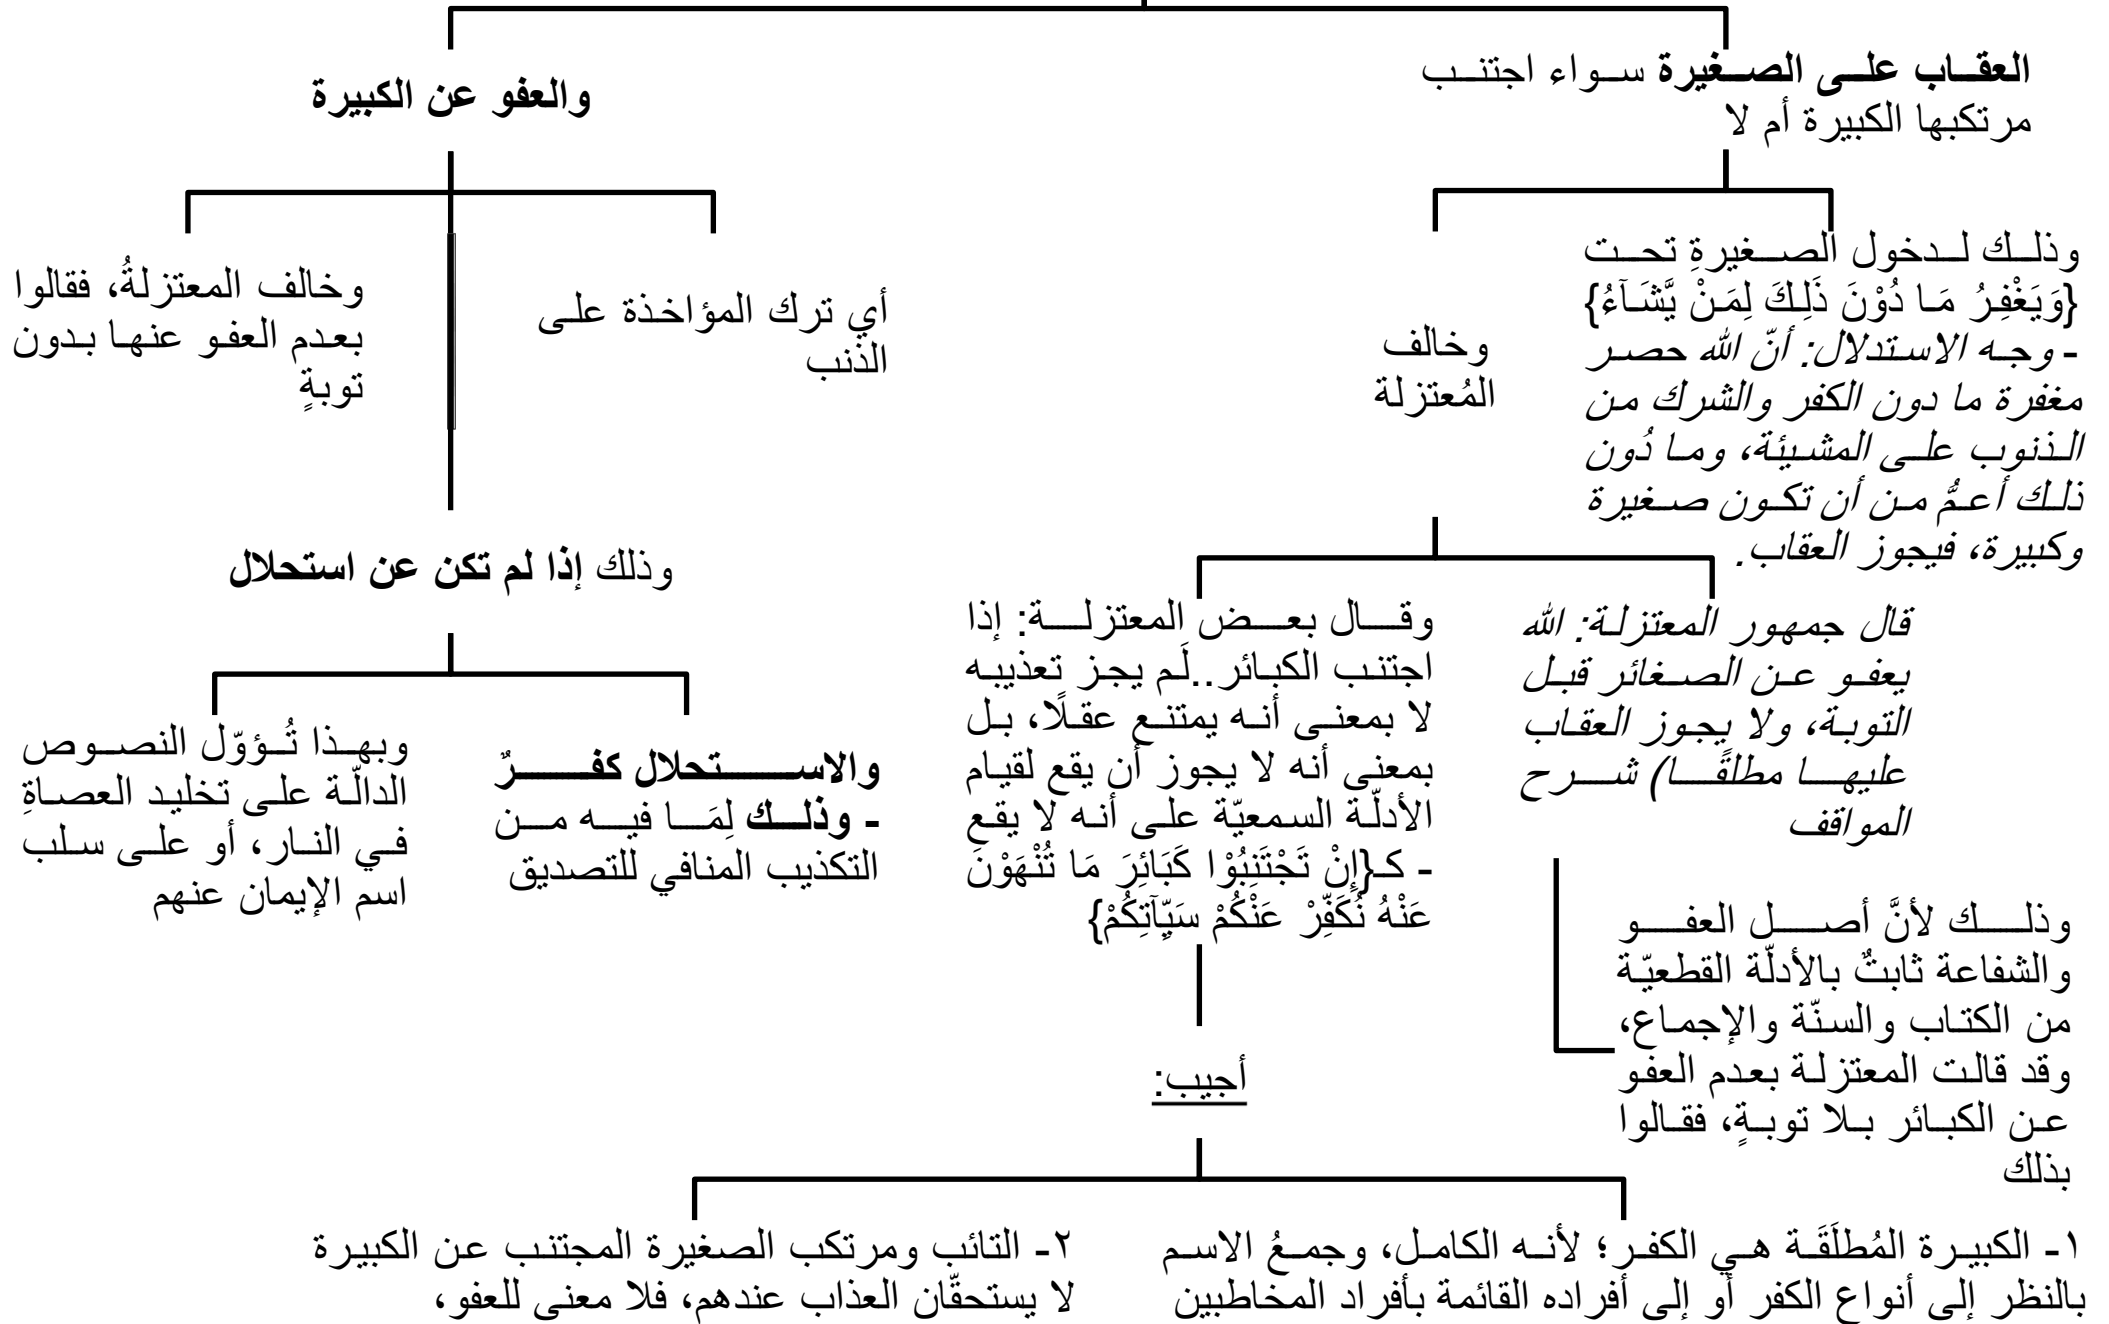 العقاب على الصغيرة سواء اجتنب
مرتكبها الكبيرة أم لا
والعفو عن الكبيرة
وذلك لدخول الصغيرةِ تحت
{وَيَغْفِرُ مَا دُوْنَ ذَلِكَ لِمَنْ يَّشَآءُ}
- وجه الاستدلال: أنّ الله حصر
مغفرة ما دون الكفر والشرك من
الذنوب على المشيئة، وما دُون
ذلك أعمُّ من أن تكون صغيرة
وكبيرة، فيجوز العقاب.
وخالف
المُعتزلة
أي ترك المؤاخذة على
الذنب
وخالف المعتزلةُ، فقالوا
بعدم العفو عنها بدون
توبةٍ
وذلك إذا لم تكن عن استحلال
قال جمهور المعتزلة: الله
يعفو عن الصغائر قبل
التوبة، ولا يجوز العقاب
عليها مطلقًا) شرح
المواقف
وقال بعض المعتزلة: إذا
اجتنب الكبائر..لَم يجز تعذيبه
لا بمعنى أنه يمتنع عقلًا، بل
بمعنى أنه لا يجوز أن يقع لقيام
الأدلّة السمعيّة على أنه لا يقع
- كـ{إِنْ تَجْتَنِبُوْا كَبَائِرَ مَا تُنْهَوْنَ
عَنْهُ نُكَفِّرْ عَنْكُمْ سَيِّآتِكُمْ}
والاستحلال كفرٌ
- وذلك لِمَا فيه من
التكذيب المنافي للتصديق
وبهذا تُؤوّل النصوص
الدالّة على تخليد العصاةِ
في النار، أو على سلب
اسم الإيمان عنهم
وذلك لأنَّ أصل العفو
والشفاعة ثابتٌ بالأدلّة القطعيّة
من الكتاب والسنّة والإجماع،
وقد قالت المعتزلة بعدم العفو
عن الكبائر بلا توبةٍ، فقالوا
بذلك
أجيب:
١- الكبيرة المُطلَقَة هي الكفر؛ لأنه الكامل، وجمعُ الاسم
بالنظر إلى أنواع الكفر أو إلى أفراده القائمة بأفراد المخاطبين
٢- التائب ومرتكب الصغيرة المجتنب عن الكبيرة
لا يستحقّان العذاب عندهم، فلا معنى للعفو،